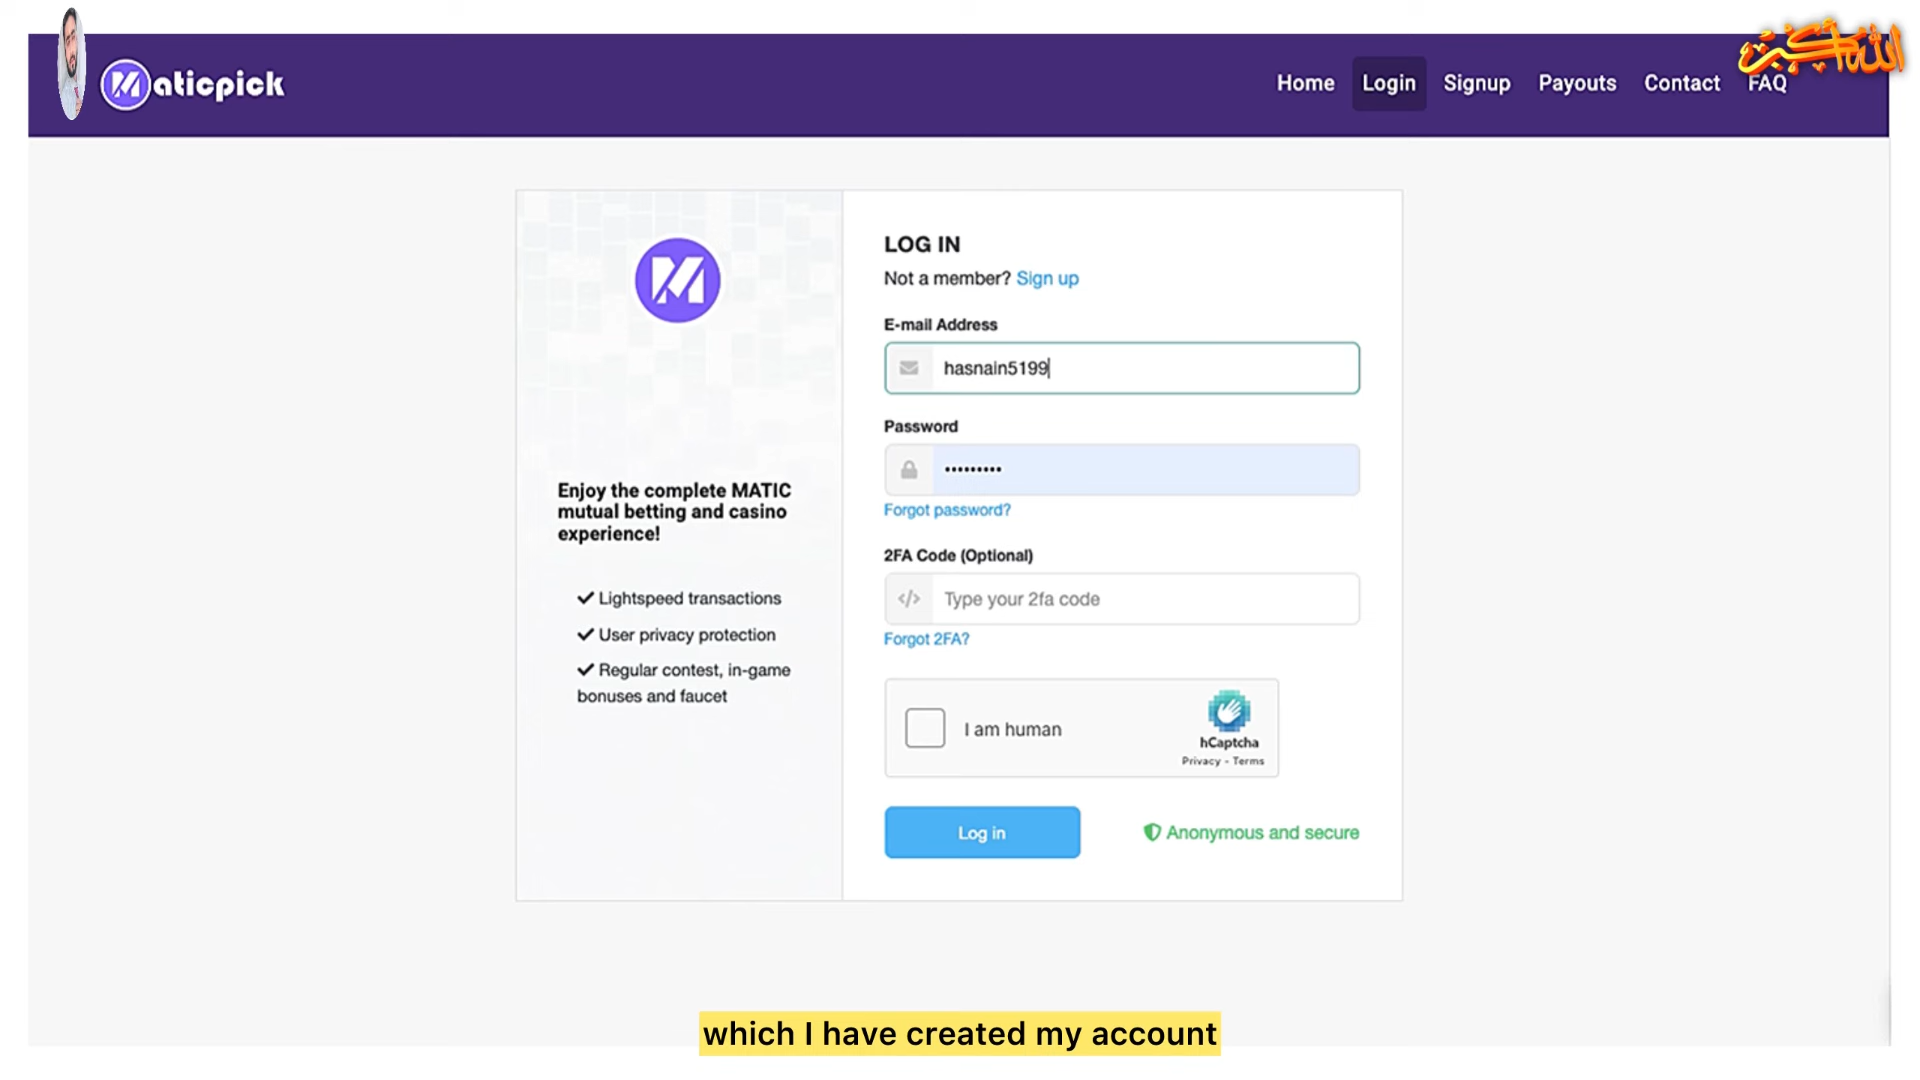 Maticpick
Home Login Signup Payouts Contact FAQ
الله أكبر
LOG IN
Not a member? Sign up
E-mail Address
hasnain5199
Password
•••••••••
Forgot password?
2FA Code (Optional)
Type your 2fa code
Forgot 2FA?
I am human
hCaptcha
Privacy - Terms
Log in
Anonymous and secure
Enjoy the complete MATIC
mutual betting and casino
experience!
Lightspeed transactions
User privacy protection
Regular contest, in-game
bonuses and faucet
which I have created my account